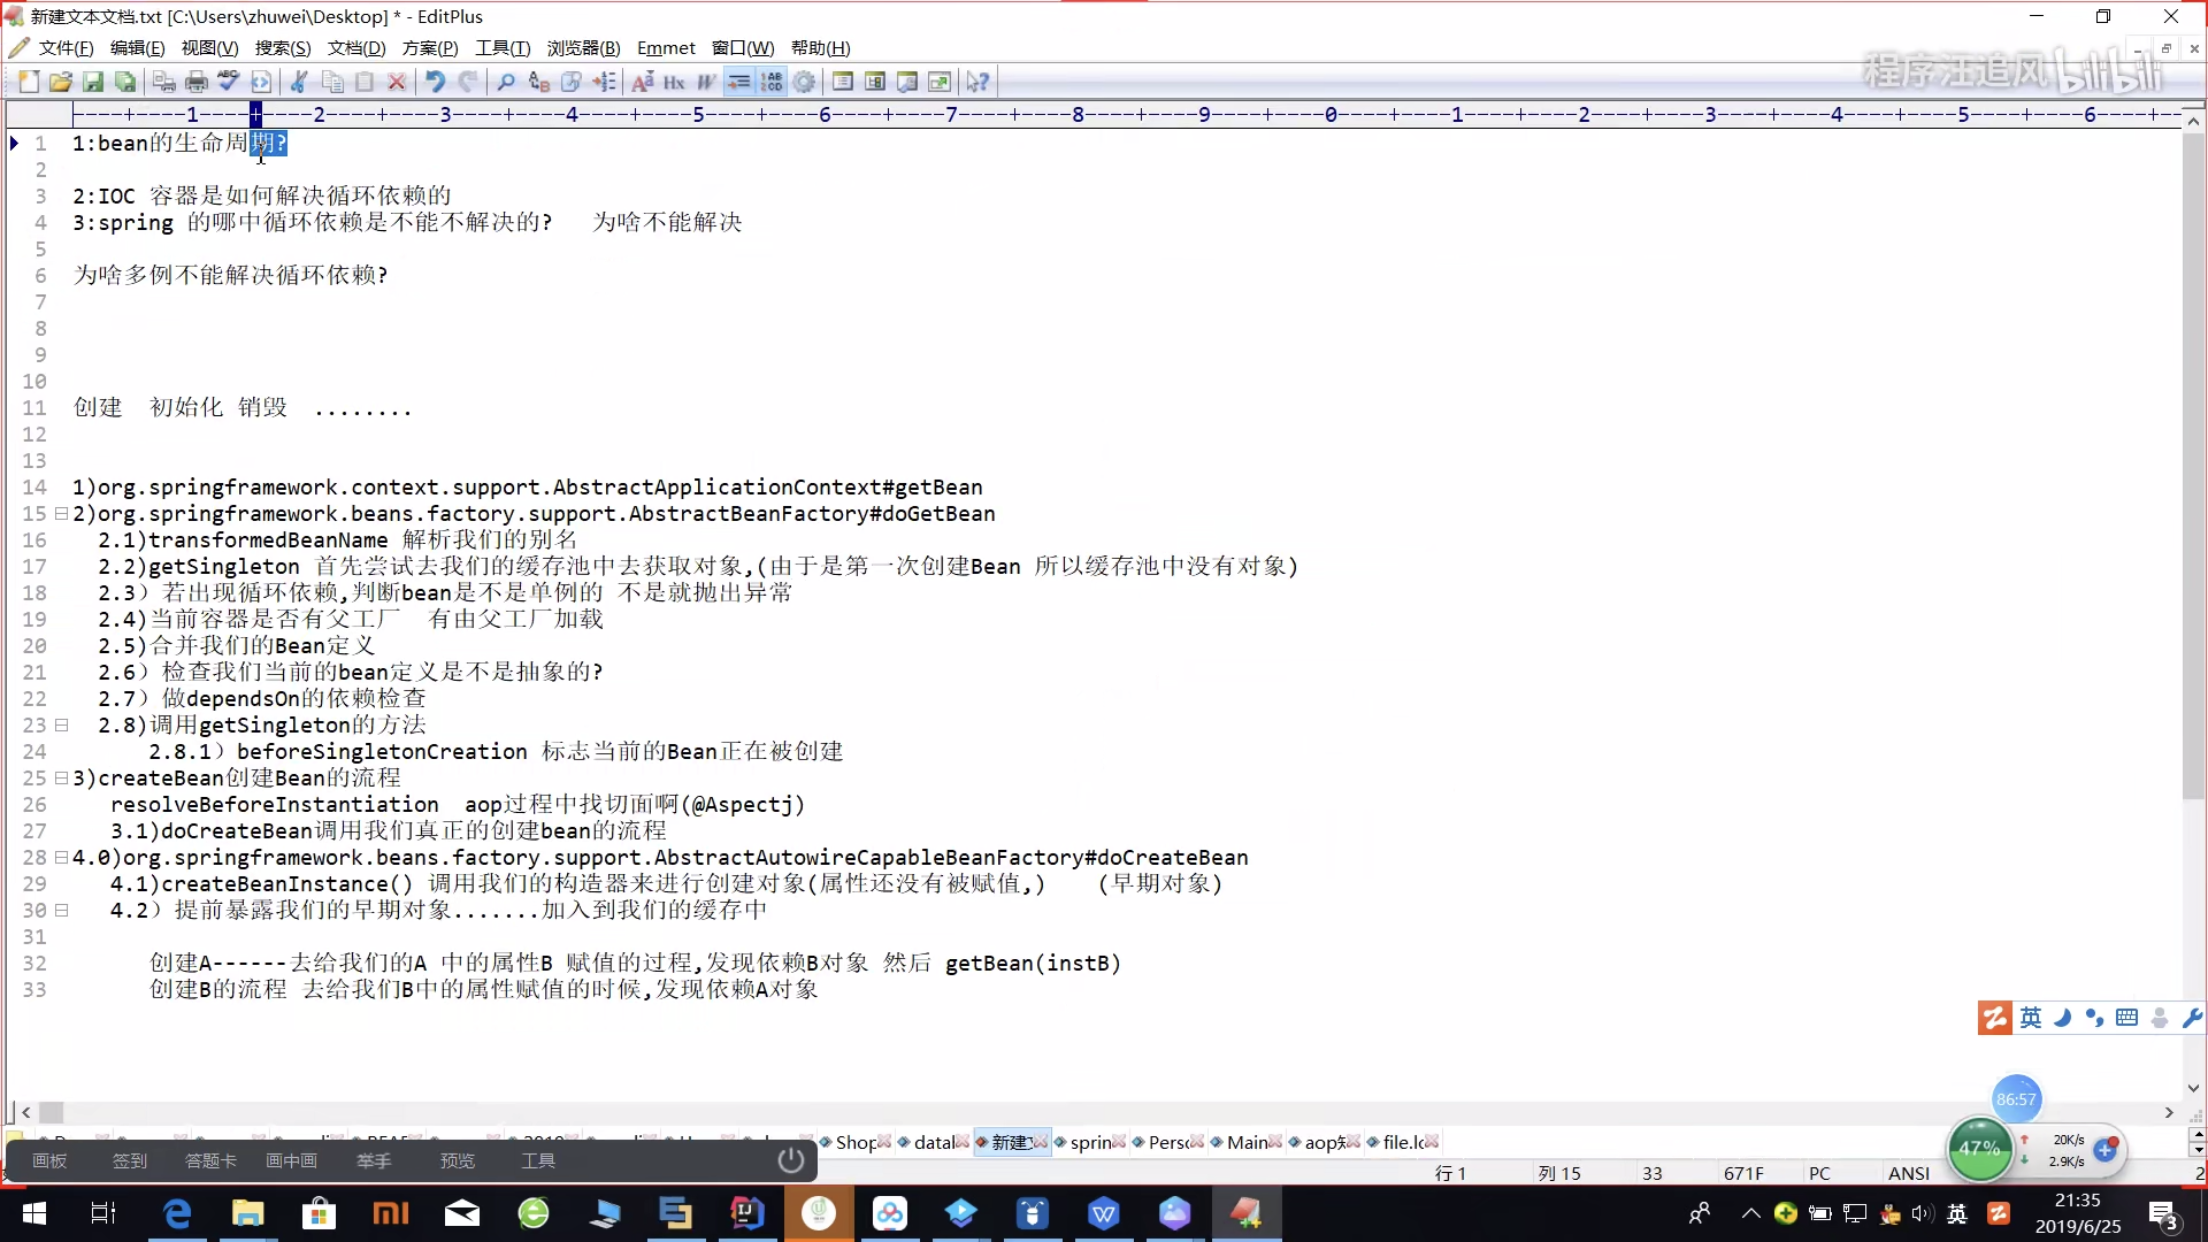 新建文本文档.txt [C:\Users\zhuwei\Desktop] * - EditPlus
文件(F) 编辑(E) 视图(V) 搜索(S) 文档(D) 方案(P) 工具(T) 浏览器(B) Emmet 窗口(W) 帮助(H)
程序汪追风 bilibili
----+----1----+----2----+----3----+----4----+----5----+----6----+----7----+----8----+----9----+----0----+----1----+----2----+----3----+----4----+----5----+----6----+--
1 1:bean的生命周期?
2
3 2:IOC 容器是如何解决循环依赖的
4 3:spring 的哪中循环依赖是不能不解决的? 为啥不能解决
5
6 为啥多例不能解决循环依赖?
7
8
9
10
11 创建 初始化 销毁 ........
12
13
14 1)org.springframework.context.support.AbstractApplicationContext#getBean
15 2)org.springframework.beans.factory.support.AbstractBeanFactory#doGetBean
16 2.1)transformedBeanName 解析我们的别名
17 2.2)getSingleton 首先尝试去我们的缓存池中去获取对象,(由于是第一次创建Bean 所以缓存池中没有对象)
18 2.3）若出现循环依赖,判断bean是不是单例的 不是就抛出异常
19 2.4)当前容器是否有父工厂 有由父工厂加载
20 2.5)合并我们的Bean定义
21 2.6）检查我们当前的bean定义是不是抽象的?
22 2.7）做dependsOn的依赖检查
23 2.8)调用getSingleton的方法
24 2.8.1）beforeSingletonCreation 标志当前的Bean正在被创建
25 3)createBean创建Bean的流程
26 resolveBeforeInstantiation aop过程中找切面啊(@Aspectj)
27 3.1)doCreateBean调用我们真正的创建bean的流程
28 4.0)org.springframework.beans.factory.support.AbstractAutowireCapableBeanFactory#doCreateBean
29 4.1)createBeanInstance() 调用我们的构造器来进行创建对象(属性还没有被赋值,) (早期对象)
30 4.2）提前暴露我们的早期对象.......加入到我们的缓存中
31
32 创建A------去给我们的A 中的属性B 赋值的过程,发现依赖B对象 然后 getBean(instB)
33 创建B的流程 去给我们B中的属性赋值的时候,发现依赖A对象
英
86:57
Shop datal 新建文 sprin Perso Main aop知 file.lo
47% 20K/s
2.9K/s
画板 签到 答题卡 画中画 举手 预览 工具
行 1 列 15 33 671F PC ANSI 2
英 21:35
2019/6/25 3